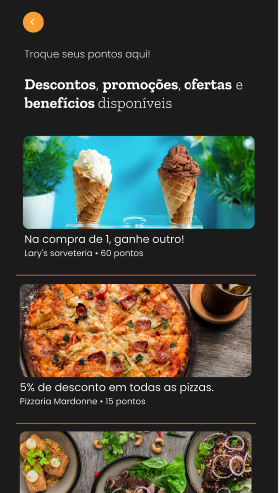 Troque seus pontos aqui!
Descontos, promoções, ofertas e
benefícios disponíveis
Na compra de 1, ganhe outro!
Lary's sorveteria • 60 pontos
5% de desconto em todas as pizzas.
Pizzaria Mardonne • 15 pontos